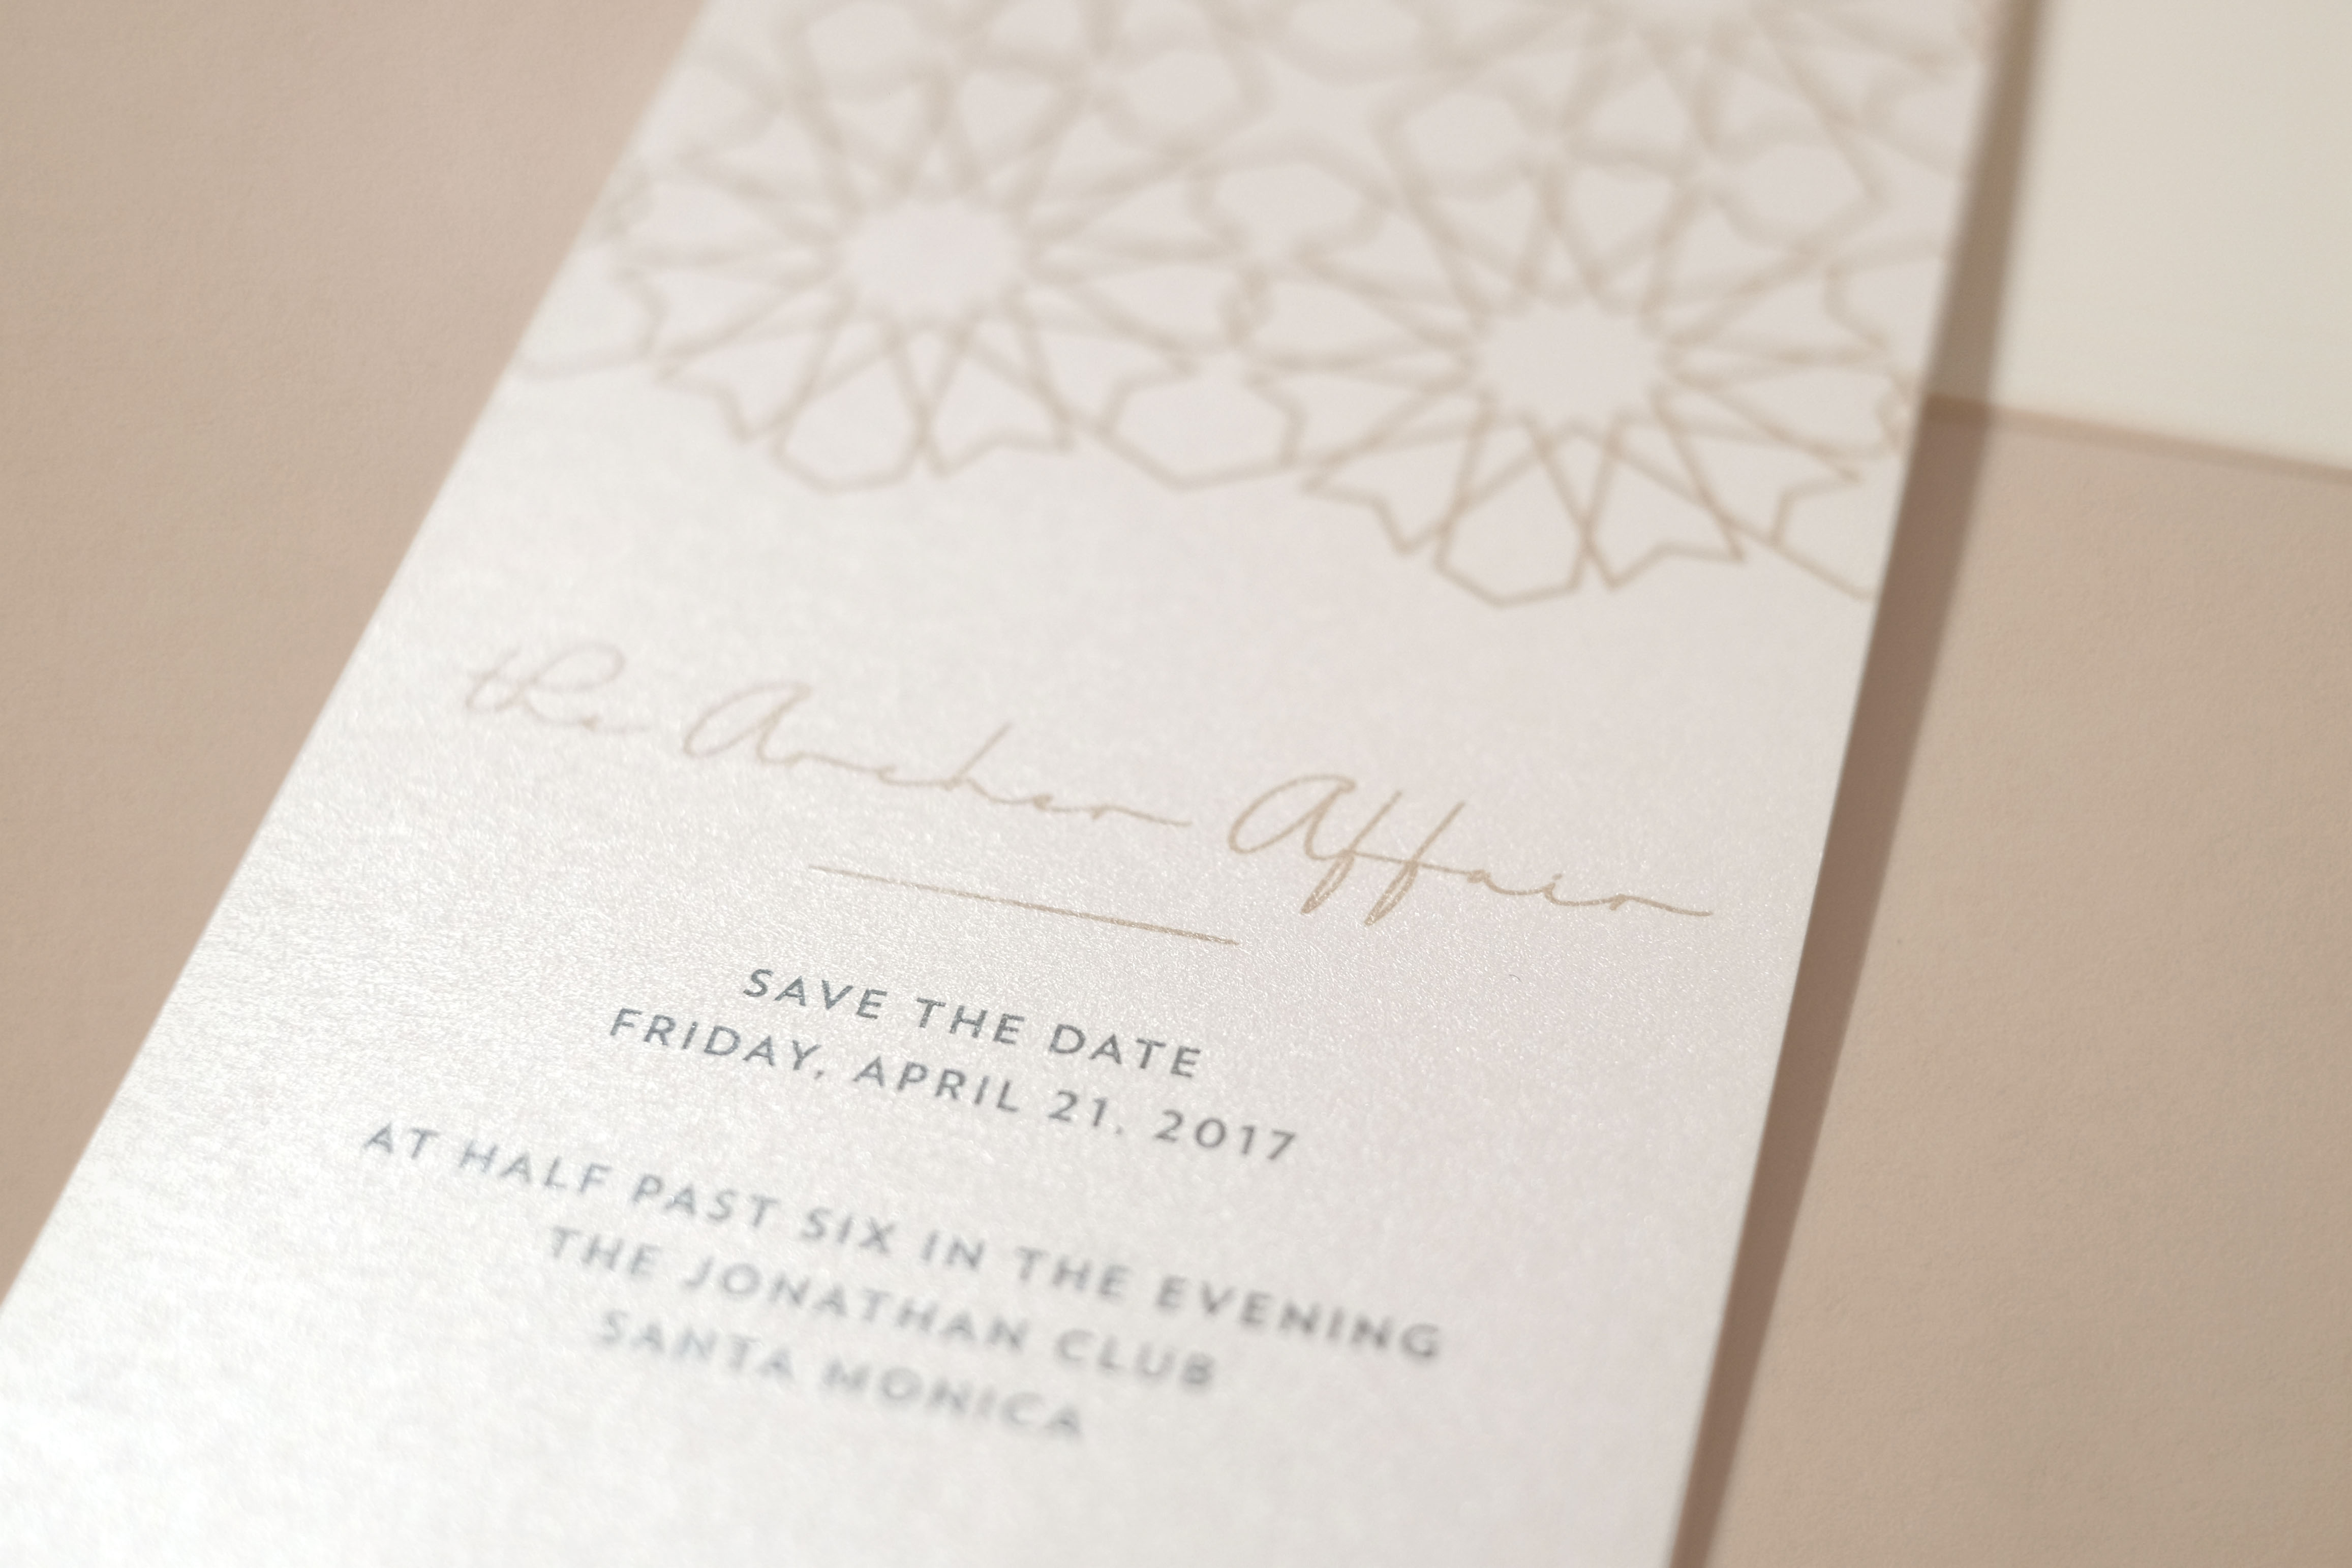 the Archer Affair
SAVE THE DATE
FRIDAY, APRIL 21, 2017
AT HALF PAST SIX IN THE EVENING
THE JONATHAN CLUB
SANTA MONICA